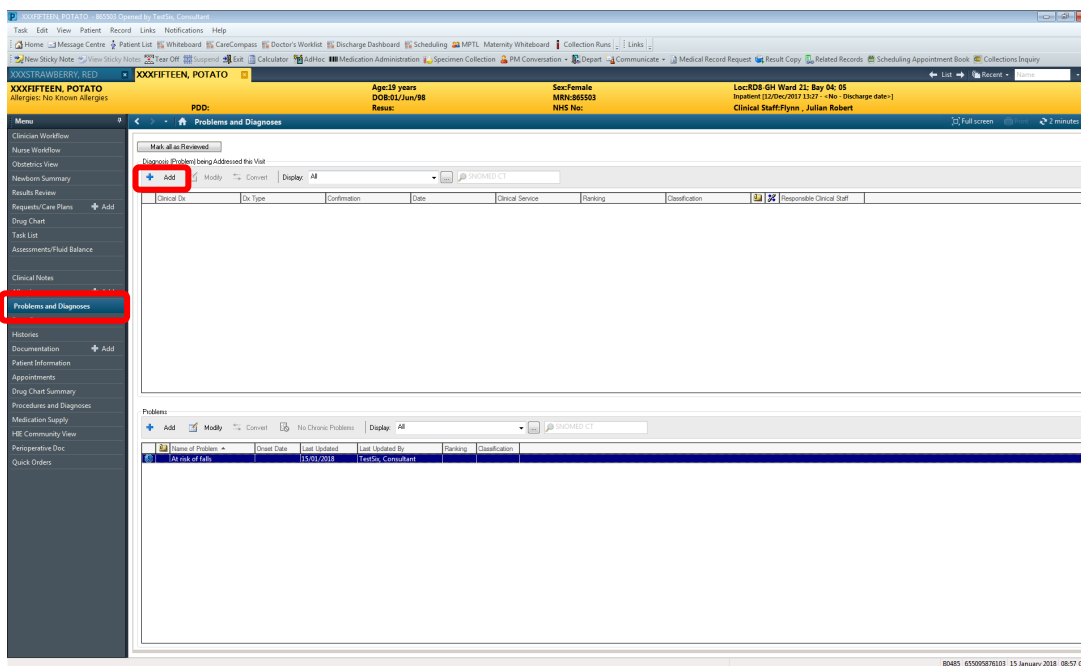 XXXFIFTEEN, POTATO - 865503 Opened by TestSix, Consultant
Task Edit View Patient Record Links Notifications Help
Home Message Centre Patient List Whiteboard CareCompass Doctor's Worklist Discharge Dashboard Scheduling MPTL Maternity Whiteboard Collection Runs Links
New Sticky Note View Sticky Notes Tear Off Suspend Exit Calculator AdHoc Medication Administration Specimen Collection PM Conversation Depart Communicate Medical Record Request Result Copy Related Records Scheduling Appointment Book Collections Inquiry
XXXSTRAWBERRY, RED XXXFIFTEEN, POTATO List Recent Name
XXXFIFTEEN, POTATO Age:19 years Sex:Female Loc:RD8-GH Ward 21; Bay 04; 05
Allergies: No Known Allergies DOB:01/Jun/98 MRN:865503 Inpatient [12/Dec/2017 13:27 - <No - Discharge date>]
PDD: Resus: NHS No: Clinical Staff:Flynn , Julian Robert
Menu Problems and Diagnoses Full screen Print 2 minutes
Clinician Workflow
Nurse Workflow
Obstetrics View
Newborn Summary
Results Review
Requests/Care Plans Add
Drug Chart
Task List
Assessments/Fluid Balance
Clinical Notes
Problems and Diagnoses
Histories
Documentation Add
Patient Information
Appointments
Drug Chart Summary
Procedures and Diagnoses
Medication Supply
HIE Community View
Perioperative Doc
Quick Orders
Mark all as Reviewed
Diagnosis (Problem) being Addressed this Visit
Add Modify Convert Display: All ... SNOMED CT
Clinical Dx Dx Type Confirmation Date Clinical Service Ranking Classification Responsible Clinical Staff
Problems
Add Modify Convert No Chronic Problems Display: All ... SNOMED CT
Name of Problem Onset Date Last Updated Last Updated By Ranking Classification
At risk of falls 15/01/2018 TestSix, Consultant
B0485 655095876103 15 January 2018 08:57